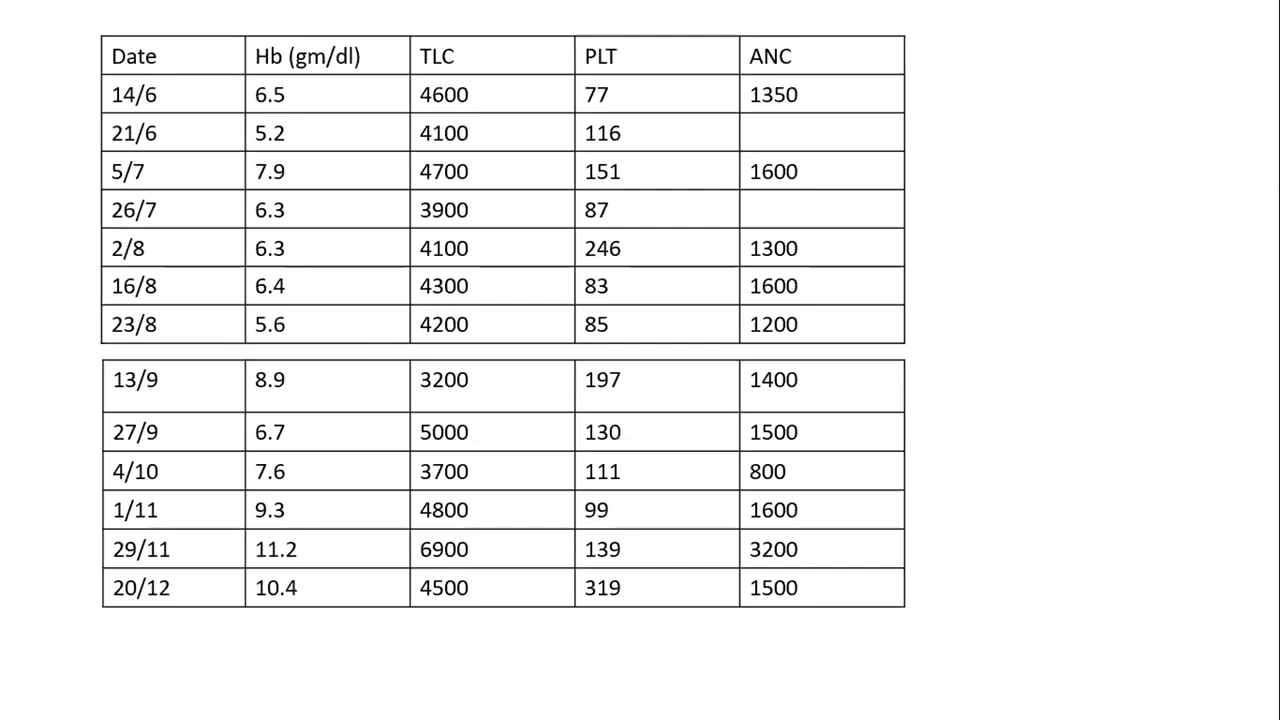 Date Hb (gm/dl) TLC PLT ANC
14/6 6.5 4600 77 1350
21/6 5.2 4100 116
5/7 7.9 4700 151 1600
26/7 6.3 3900 87
2/8 6.3 4100 246 1300
16/8 6.4 4300 83 1600
23/8 5.6 4200 85 1200
13/9 8.9 3200 197 1400
27/9 6.7 5000 130 1500
4/10 7.6 3700 111 800
1/11 9.3 4800 99 1600
29/11 11.2 6900 139 3200
20/12 10.4 4500 319 1500